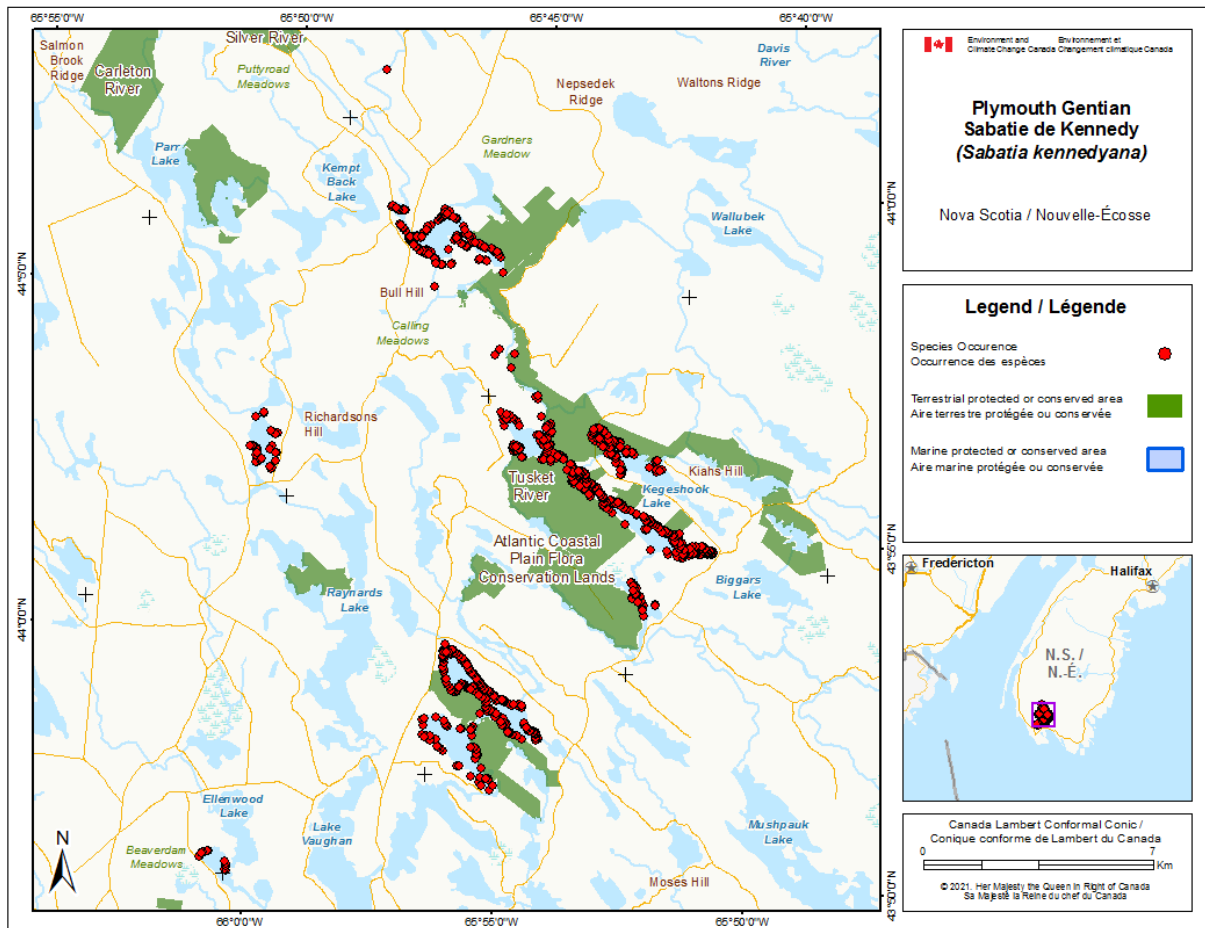 65°55'0"W
65°50'0"W
65°45'0"W
65°40'0"W
Salmon
Brook
Ridge
Carleton
River
Silver River
Puttyroad
Meadows
Nepsedek
Ridge
Davis
River
Waltons Ridge
Parr
Lake
Kempt
Back
Lake
Gardners
Meadow
Wallubek
Lake
44°0'0"N
44°50'N
Bull Hill
Calling
Meadows
Richardsons
Hill
Tusket
River
Kiahs Hill
Kegeshook
Lake
Atlantic Coastal
Plain Flora
Conservation Lands
43°55'0"N
Biggars
Lake
Raynards
Lake
44°0'0"N
Ellenwood
Lake
Lake
Vaughan
Beaverdam
Meadows
Mushpauk
Lake
Moses Hill
43°50'0"N
N
66°0'0"W
65°55'0"W
65°50'0"W
Environment and
Climate Change Canada
Environnement et
Changement climatique Canada
Plymouth Gentian
Sabatie de Kennedy
(Sabatia kennedyana)
Nova Scotia / Nouvelle-Écosse
Legend / Légende
Species Occurence
Occurrence des espèces
Terrestrial protected or conserved area
Aire terrestre protégée ou conservée
Marine protected or conserved area
Aire marine protégée ou conservée
Fredericton
Halifax
N.S. /
N.-É.
Canada Lambert Conformal Conic /
Conique conforme de Lambert du Canada
0 7
Km
© 2021, Her Majesty the Queen in Right of Canada
Sa Majesté la Reine du chef du Canada